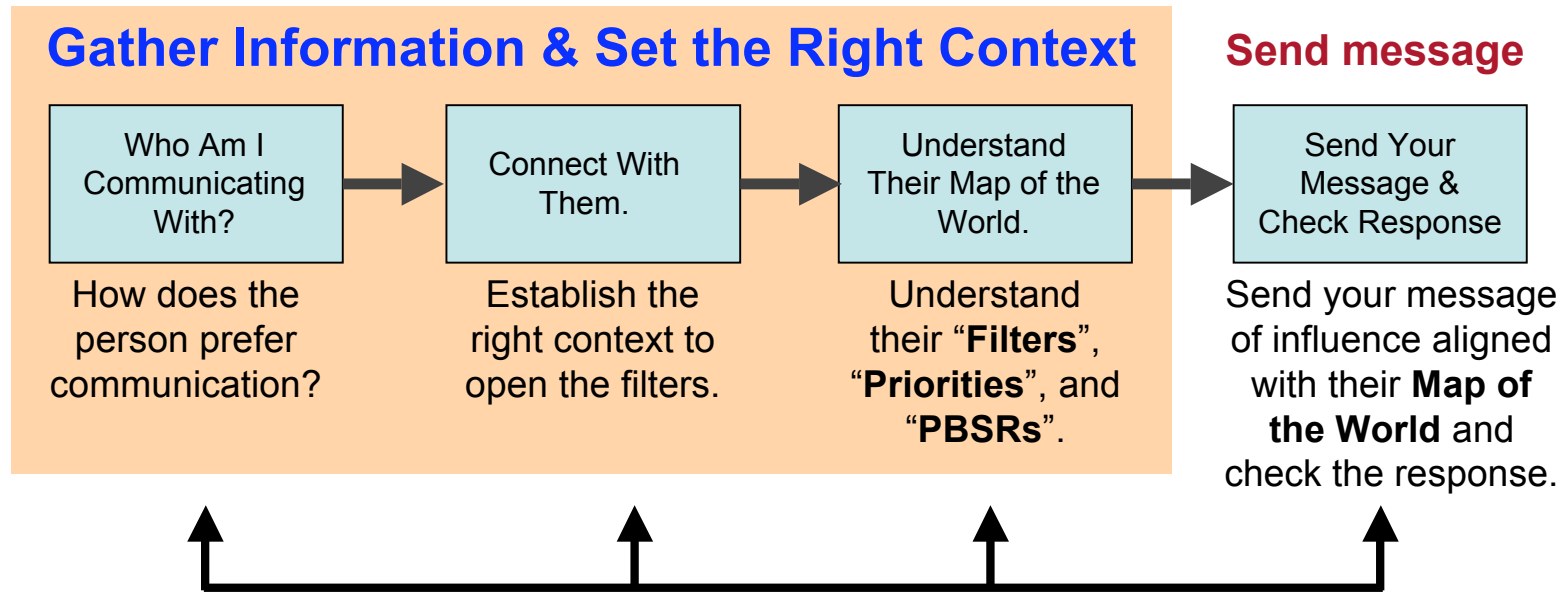 Gather Information & Set the Right Context
Send message
Who Am I
Communicating
With?
Connect With
Them.
Understand
Their Map of the
World.
Send Your
Message &
Check Response
How does the
person prefer
communication?
Establish the
right context to
open the filters.
Understand
their “Filters”,
“Priorities”, and
“PBSRs”.
Send your message
of influence aligned
with their Map of
the World and
check the response.